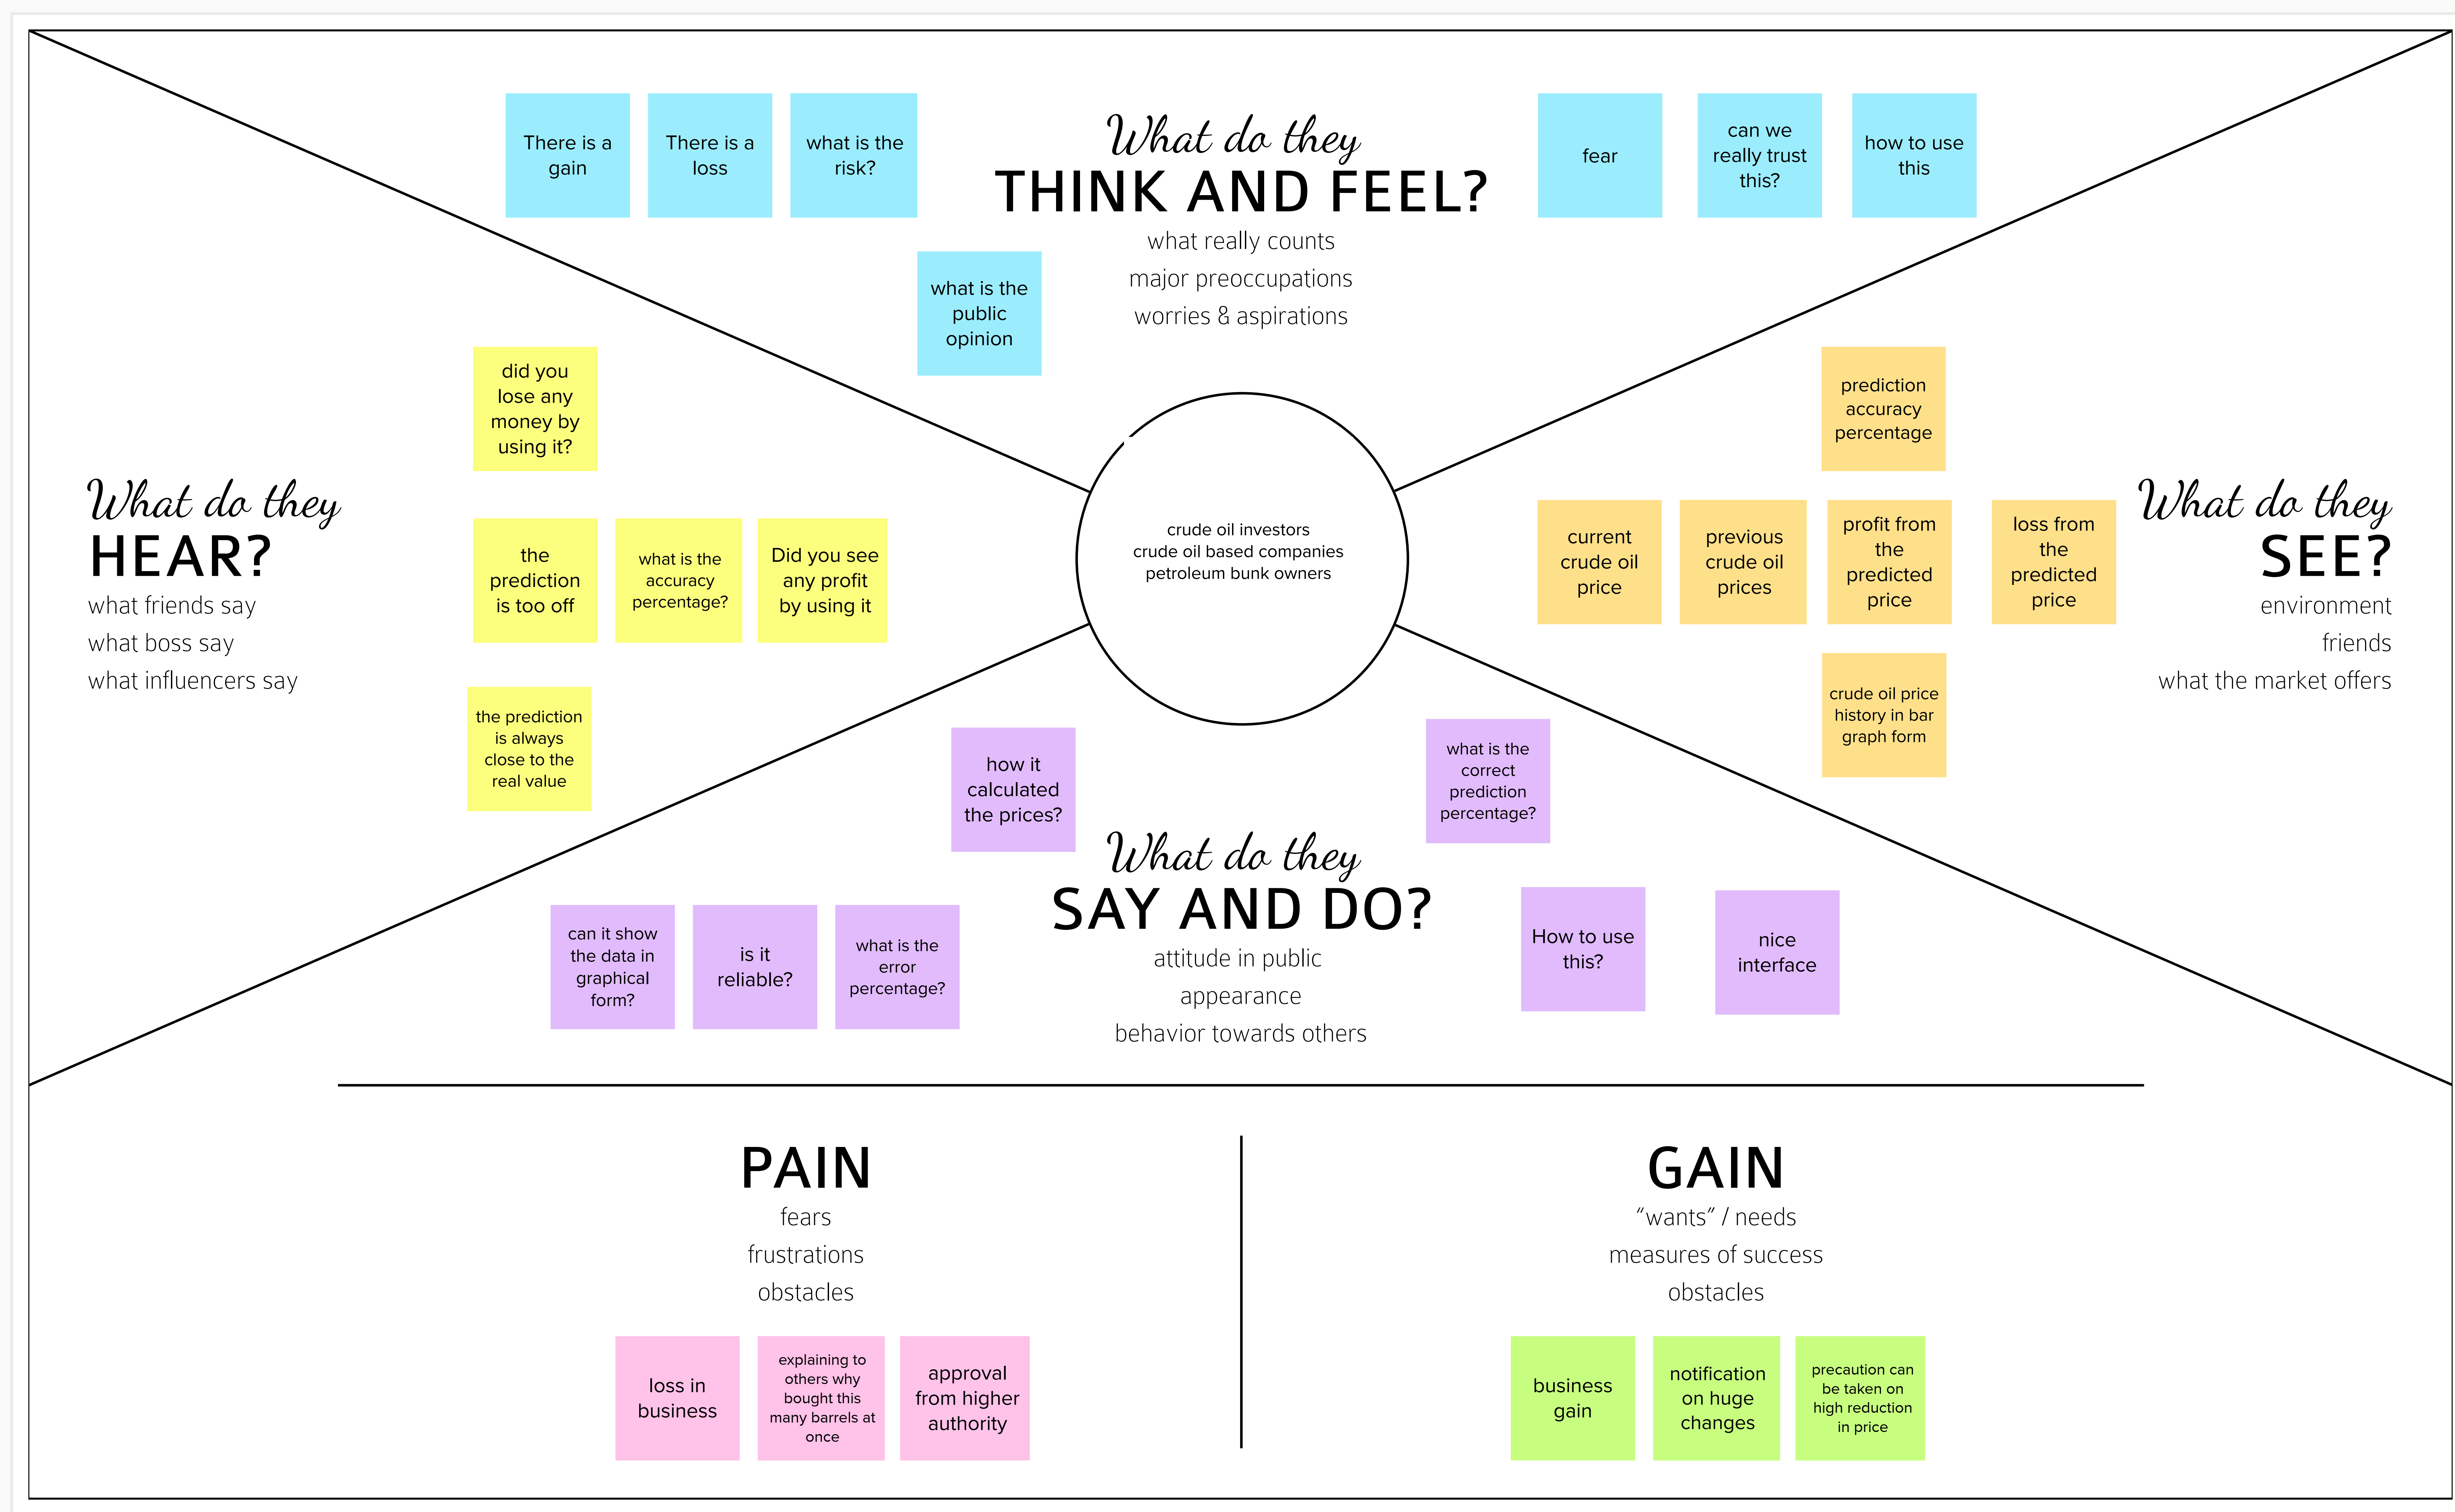 There is a
gain
There is a
loss
what is the
risk?
what is the
public
opinion
What do they
THINK AND FEEL?
what really counts
major preoccupations
worries & aspirations
fear
can we
really trust
this?
how to use
this
What do they
HEAR?
what friends say
what boss say
what influencers say
did you
lose any
money by
using it?
the
prediction
is too off
what is the
accuracy
percentage?
Did you see
any profit
by using it
the prediction
is always
close to the
real value
crude oil investors
crude oil based companies
petroleum bunk owners
prediction
accuracy
percentage
current
crude oil
price
previous
crude oil
prices
profit from
the
predicted
price
loss from
the
predicted
price
crude oil price
history in bar
graph form
What do they
SEE?
environment
friends
what the market offers
how it
calculated
the prices?
what is the
correct
prediction
percentage?
What do they
SAY AND DO?
attitude in public
appearance
behavior towards others
can it show
the data in
graphical
form?
is it
reliable?
what is the
error
percentage?
How to use
this?
nice
interface
PAIN
fears
frustrations
obstacles
loss in
business
explaining to
others why
bought this
many barrels at
once
approval
from higher
authority
GAIN
“wants” / needs
measures of success
obstacles
business
gain
notification
on huge
changes
precaution can
be taken on
high reduction
in price